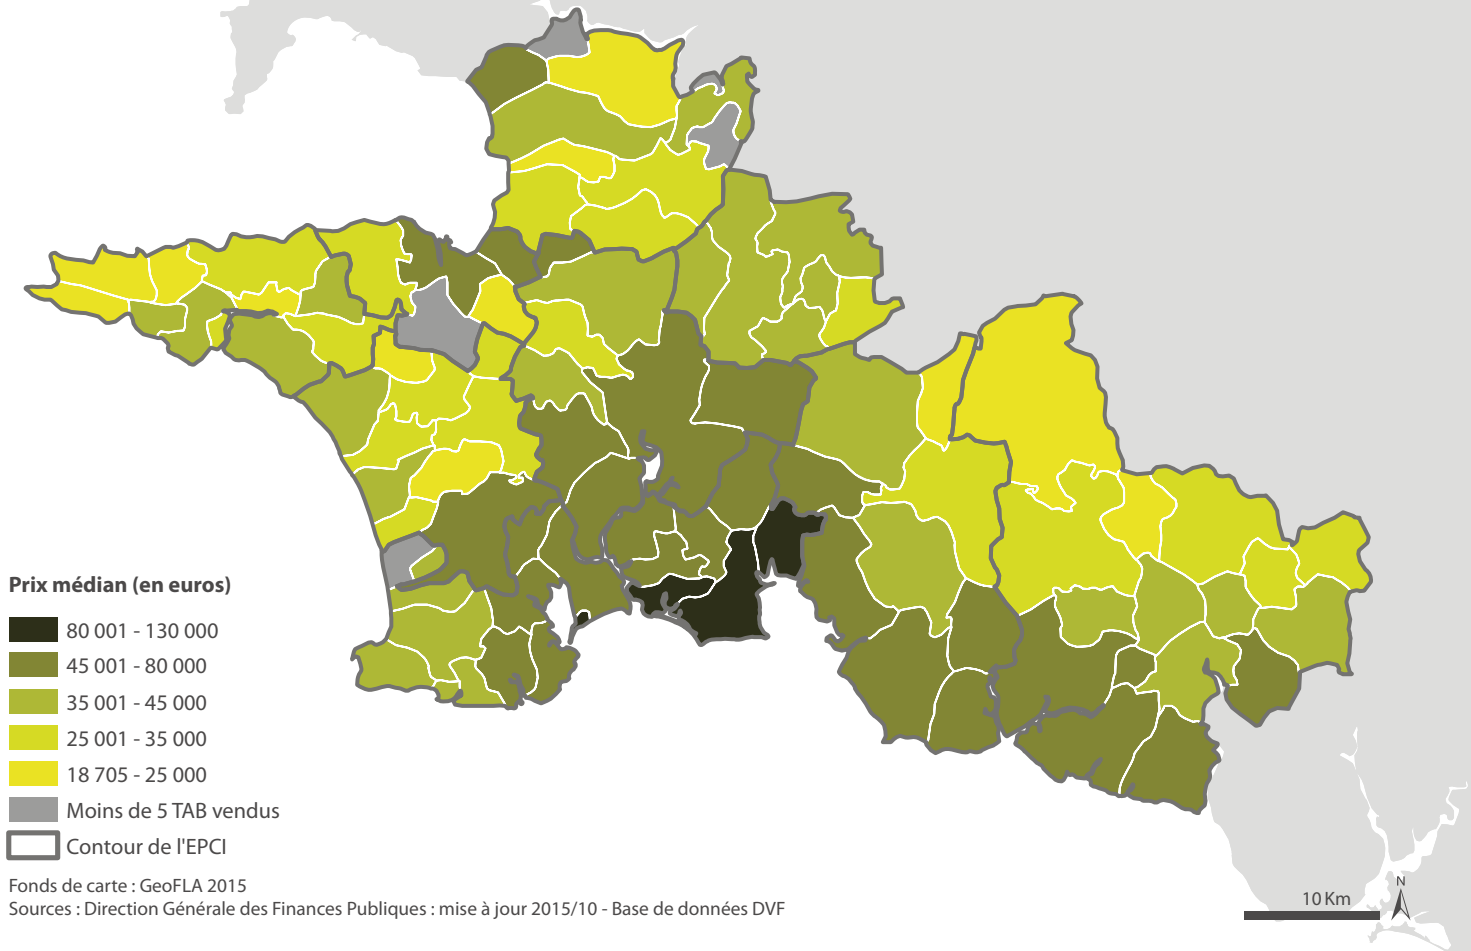 Prix médian (en euros)
80 001 - 130 000
45 001 - 80 000
35 001 - 45 000
25 001 - 35 000
18 705 - 25 000
Moins de 5 TAB vendus
Contour de l'EPCI
Fonds de carte : GeoFLA 2015
Sources : Direction Générale des Finances Publiques : mise à jour 2015/10 - Base de données DVF
10 Km
N